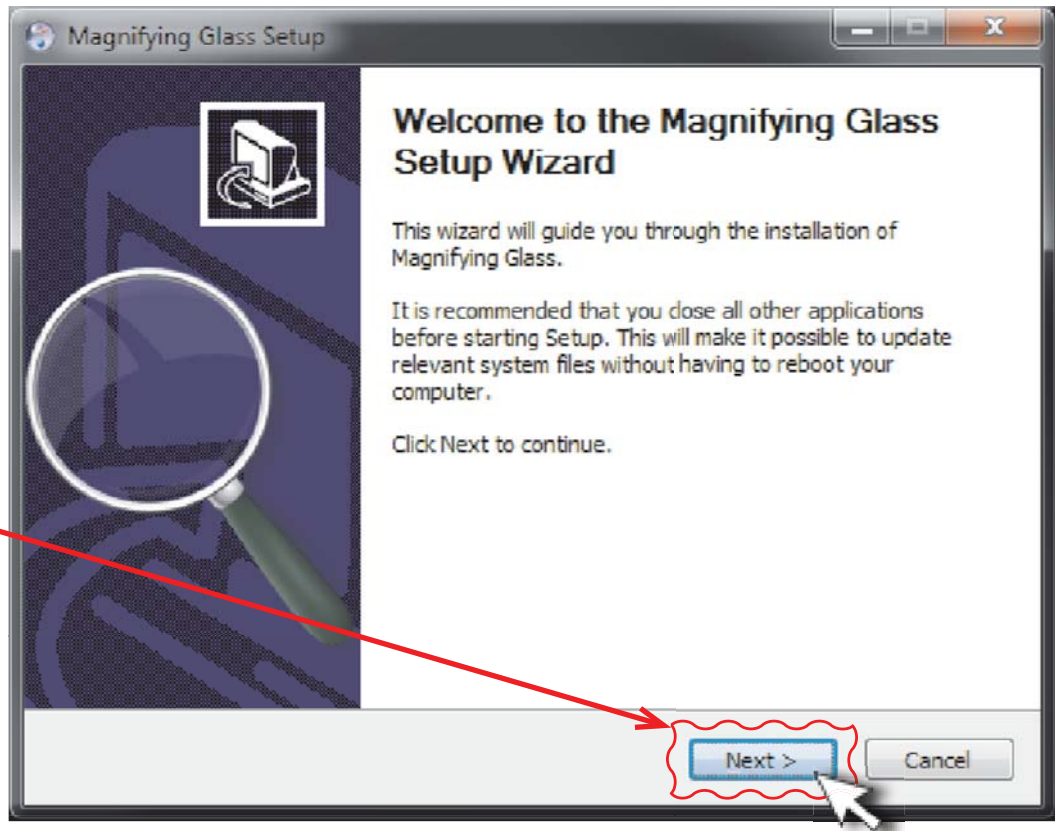 Magnifying Glass Setup
Welcome to the Magnifying Glass
Setup Wizard
This wizard will guide you through the installation of
Magnifying Glass.
It is recommended that you close all other applications
before starting Setup. This will make it possible to update
relevant system files without having to reboot your
computer.
Click Next to continue.
Next >
Cancel